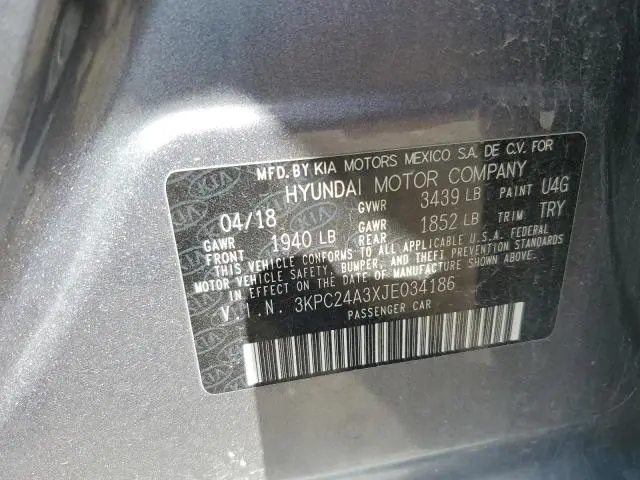 MFD. BY KIA MOTORS MEXICO S.A. DE C.V. FOR
HYUNDAI MOTOR COMPANY
04/18 GVWR 3439 LB PAINT U4G
GAWR FRONT 1940 LB GAWR REAR 1852 LB TRIM TRY
THIS VEHICLE CONFORMS TO ALL APPLICABLE U.S.A. FEDERAL
MOTOR VEHICLE SAFETY, BUMPER, AND THEFT PREVENTION STANDARDS
IN EFFECT ON THE DATE OF MANUFACTURE SHOWN ABOVE.
V.I.N. 3KPC24A3XJE034186
PASSENGER CAR